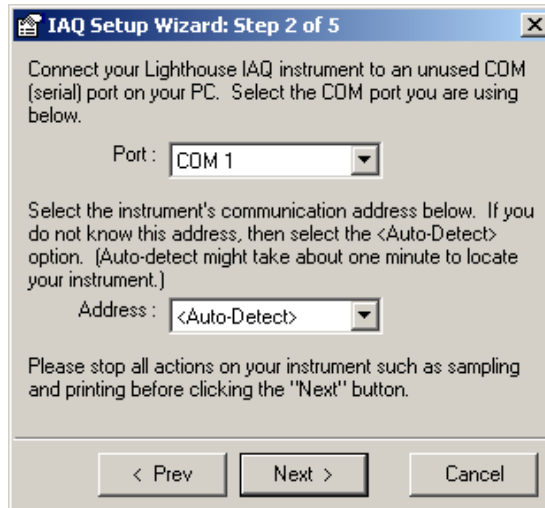 IAQ Setup Wizard: Step 2 of 5
Connect your Lighthouse IAQ instrument to an unused COM
(serial) port on your PC.  Select the COM port you are using
below.
Port : COM 1
Select the instrument's communication address below.  If you
do not know this address, then select the <Auto-Detect>
option.  (Auto-detect might take about one minute to locate
your instrument.)
Address : <Auto-Detect>
Please stop all actions on your instrument such as sampling
and printing before clicking the "Next" button.
< Prev
Next >
Cancel